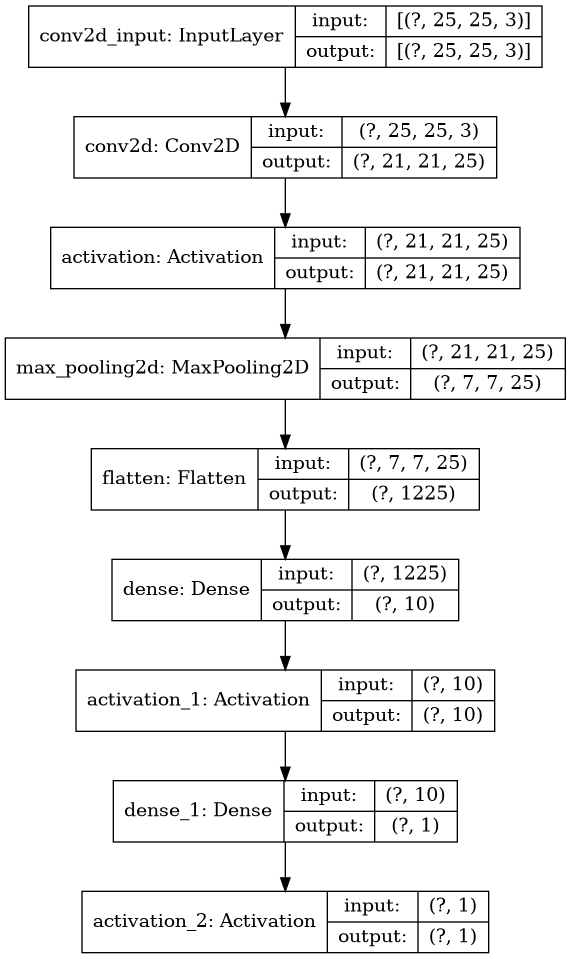 conv2d_input: InputLayer
input: [(?, 25, 25, 3)]
output: [(?, 25, 25, 3)]
conv2d: Conv2D
input: (?, 25, 25, 3)
output: (?, 21, 21, 25)
activation: Activation
input: (?, 21, 21, 25)
output: (?, 21, 21, 25)
max_pooling2d: MaxPooling2D
input: (?, 21, 21, 25)
output: (?, 7, 7, 25)
flatten: Flatten
input: (?, 7, 7, 25)
output: (?, 1225)
dense: Dense
input: (?, 1225)
output: (?, 10)
activation_1: Activation
input: (?, 10)
output: (?, 10)
dense_1: Dense
input: (?, 10)
output: (?, 1)
activation_2: Activation
input: (?, 1)
output: (?, 1)